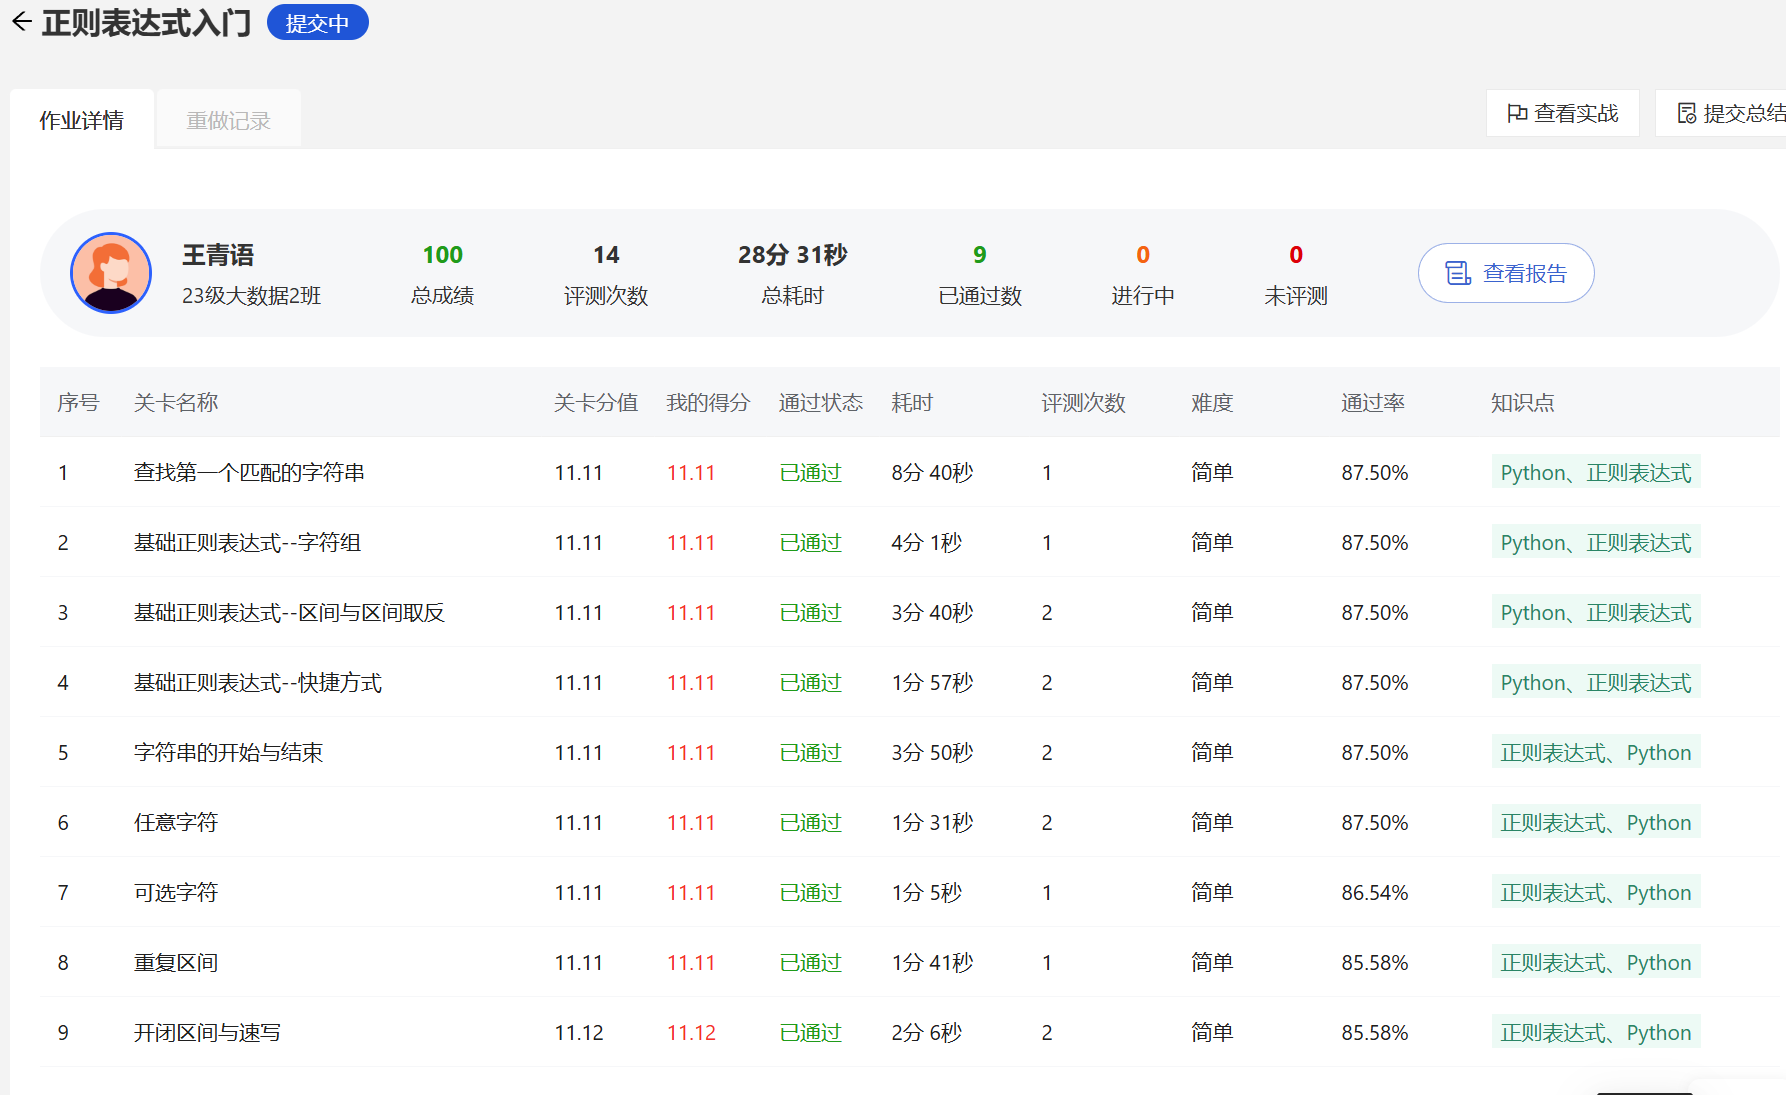 正则表达式入门 提交中
作业详情 重做记录 查看实战 提交总结
王青语 100 14 28分 31秒 9 0 0 查看报告
23级大数据2班 总成绩 评测次数 总耗时 已通过数 进行中 未评测
序号 关卡名称 关卡分值 我的得分 通过状态 耗时 评测次数 难度 通过率 知识点
1 查找第一个匹配的字符串 11.11 11.11 已通过 8分 40秒 1 简单 87.50% Python、正则表达式
2 基础正则表达式--字符组 11.11 11.11 已通过 4分 1秒 1 简单 87.50% Python、正则表达式
3 基础正则表达式--区间与区间取反 11.11 11.11 已通过 3分 40秒 2 简单 87.50% Python、正则表达式
4 基础正则表达式--快捷方式 11.11 11.11 已通过 1分 57秒 2 简单 87.50% Python、正则表达式
5 字符串的开始与结束 11.11 11.11 已通过 3分 50秒 2 简单 87.50% 正则表达式、Python
6 任意字符 11.11 11.11 已通过 1分 31秒 2 简单 87.50% 正则表达式、Python
7 可选字符 11.11 11.11 已通过 1分 5秒 1 简单 86.54% 正则表达式、Python
8 重复区间 11.11 11.11 已通过 1分 41秒 1 简单 85.58% 正则表达式、Python
9 开闭区间与速写 11.12 11.12 已通过 2分 6秒 2 简单 85.58% 正则表达式、Python